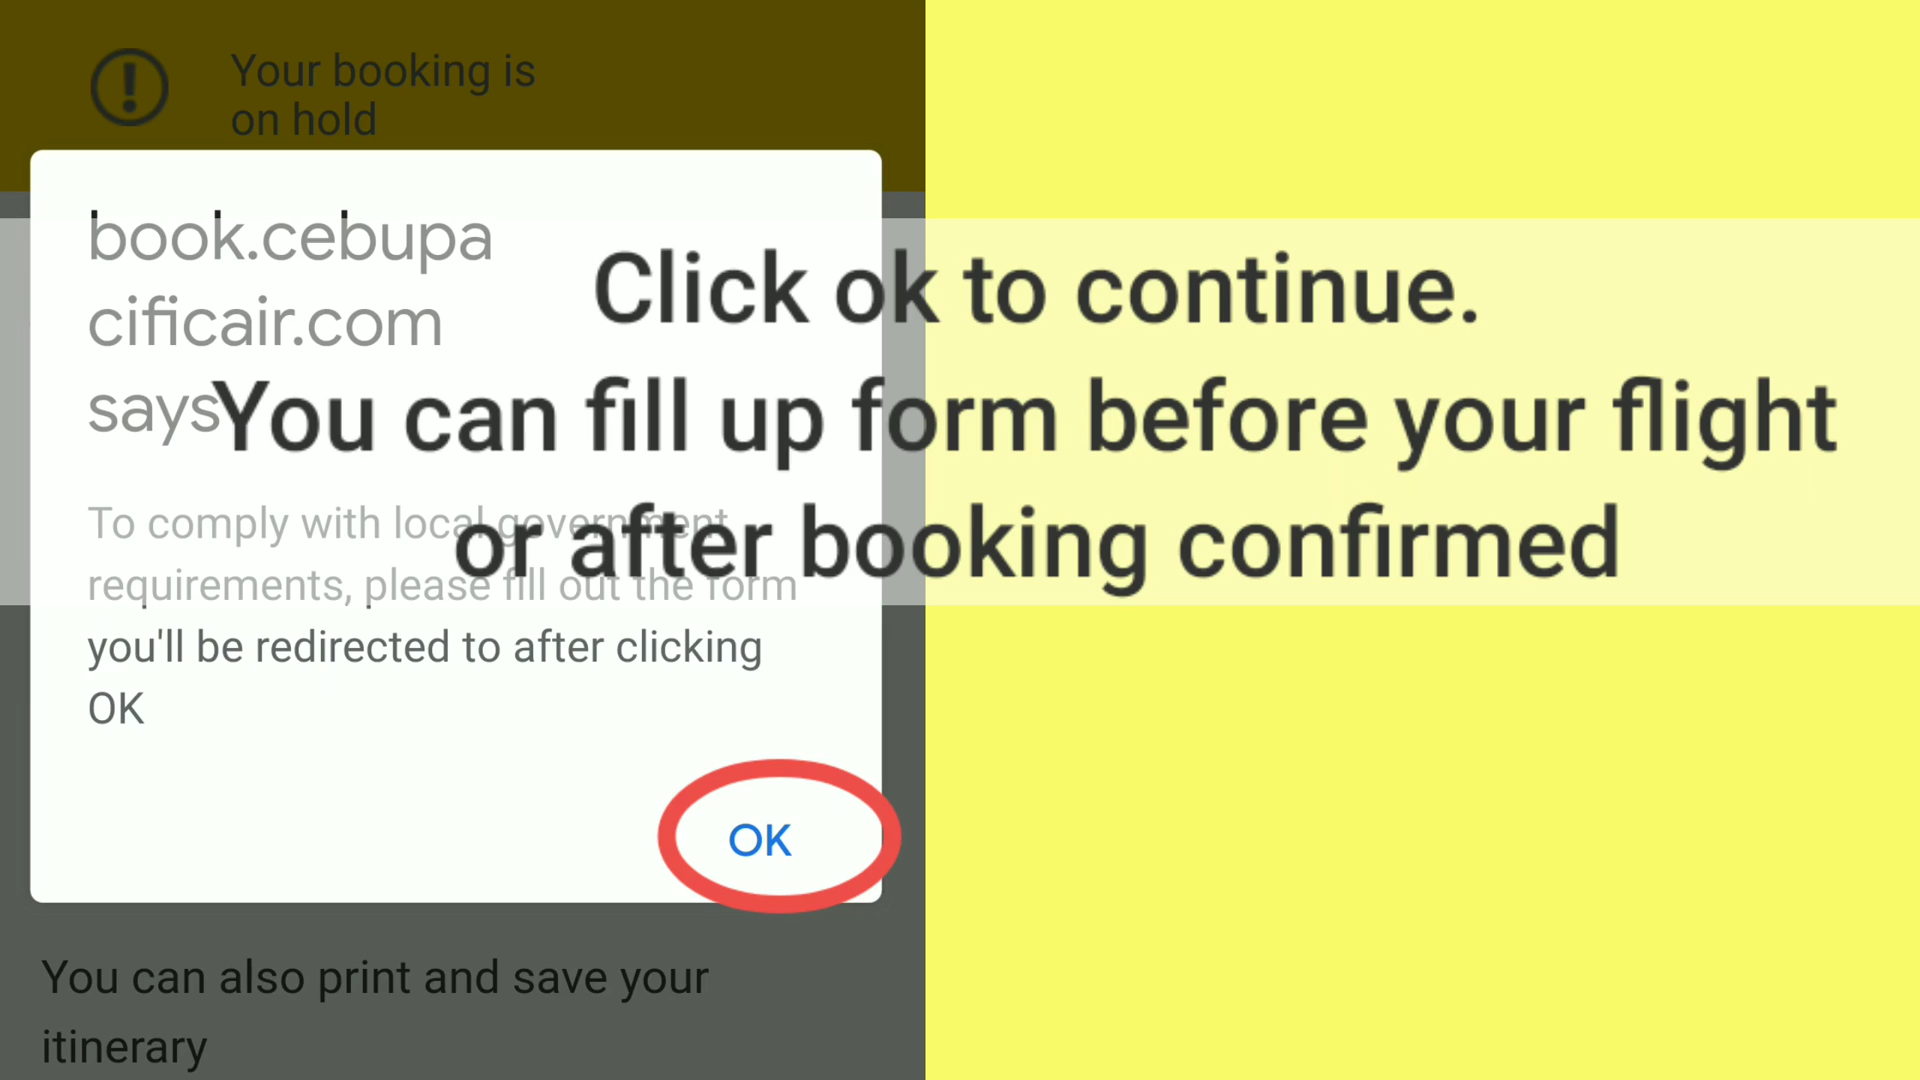 Your booking is
on hold
book.cebupa
cificair.com
says
Click ok to continue.
You can fill up form before your flight
or after booking confirmed
To comply with local government
requirements, please fill out the form
you'll be redirected to after clicking
OK
OK
You can also print and save your
itinerary